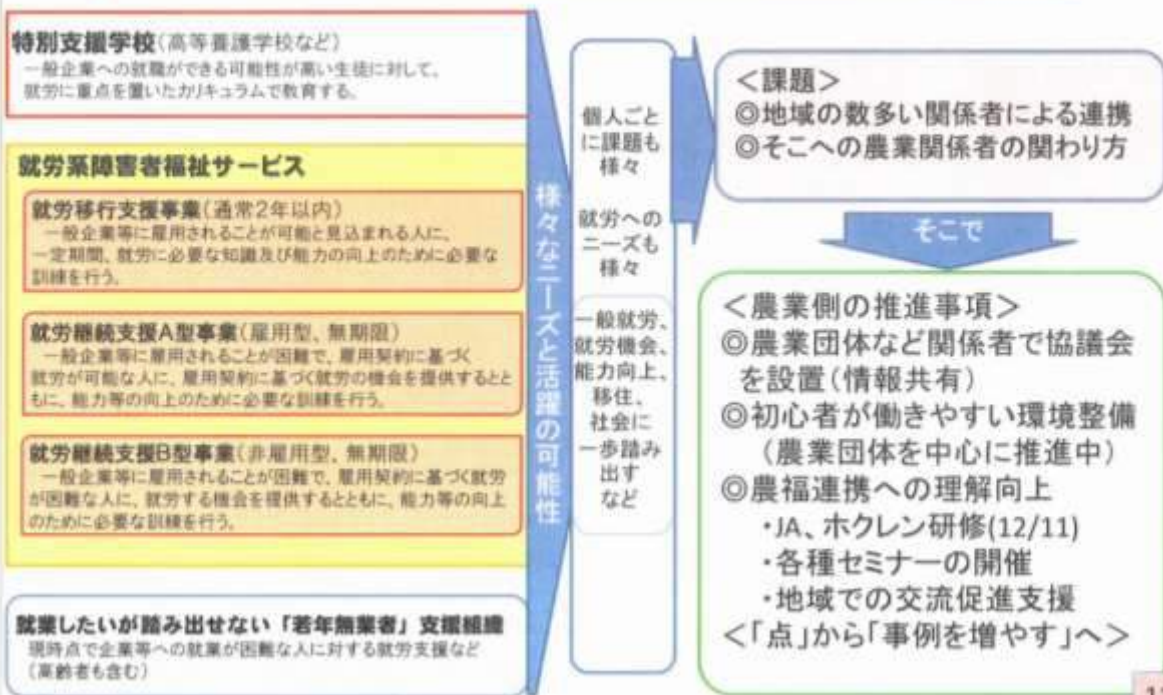 特別支援学校(高等養護学校など)
一般企業への就職ができる可能性が高い生徒に対して、
就労に重点を置いたカリキュラムで教育する。
就労系障害者福祉サービス
就労移行支援事業(通常2年以内)
一般企業等に雇用されることが可能と見込まれる人に、
一定期間、就労に必要な知識及び能力の向上のために必要な
訓練を行う。
就労継続支援A型事業(雇用型、無期限)
一般企業等に雇用されることが困難で、雇用契約に基づく
就労が可能な人に、雇用契約に基づく就労の機会を提供するとと
もに、能力等の向上のために必要な訓練を行う。
就労継続支援B型事業(非雇用型、無期限)
一般企業等に雇用されることが困難で、雇用契約に基づく就労
が困難な人に、就労する機会を提供するとともに、能力等の向上
のために必要な訓練を行う。
就業したいが踏み出せない「若年無業者」支援組織
現時点で企業等への就業が困難な人に対する就労支援など
(高齢者も含む)
様々なニーズと活躍の可能性
個人ごと
に課題も
様々
就労への
ニーズも
様々
一般就労、
就労機会、
能力向上、
移住、
社会に
一歩踏み
出す
など
<課題>
◎地域の数多い関係者による連携
◎そこへの農業関係者の関わり方
そこで
<農業側の推進事項>
◎農業団体など関係者で協議会
を設置(情報共有)
◎初心者が働きやすい環境整備
(農業団体を中心に推進中)
◎農福連携への理解向上
・JA、ホクレン研修(12/11)
・各種セミナーの開催
・地域での交流促進支援
<「点」から「事例を増やす」へ>